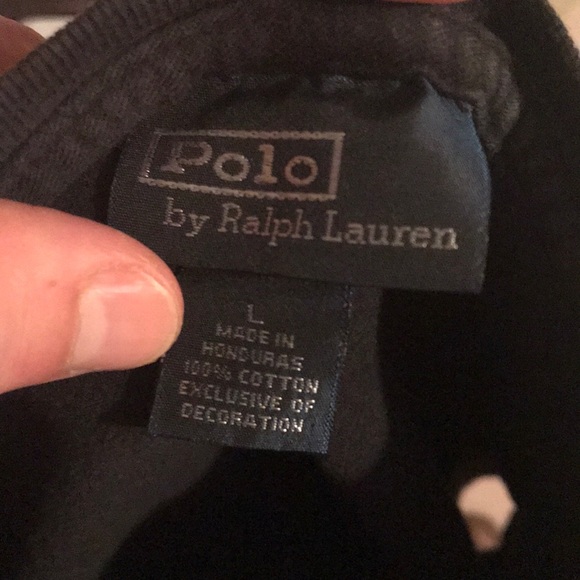 Polo
by Ralph Lauren
L
MADE IN
HONDURAS
100% COTTON
EXCLUSIVE OF
DECORATION